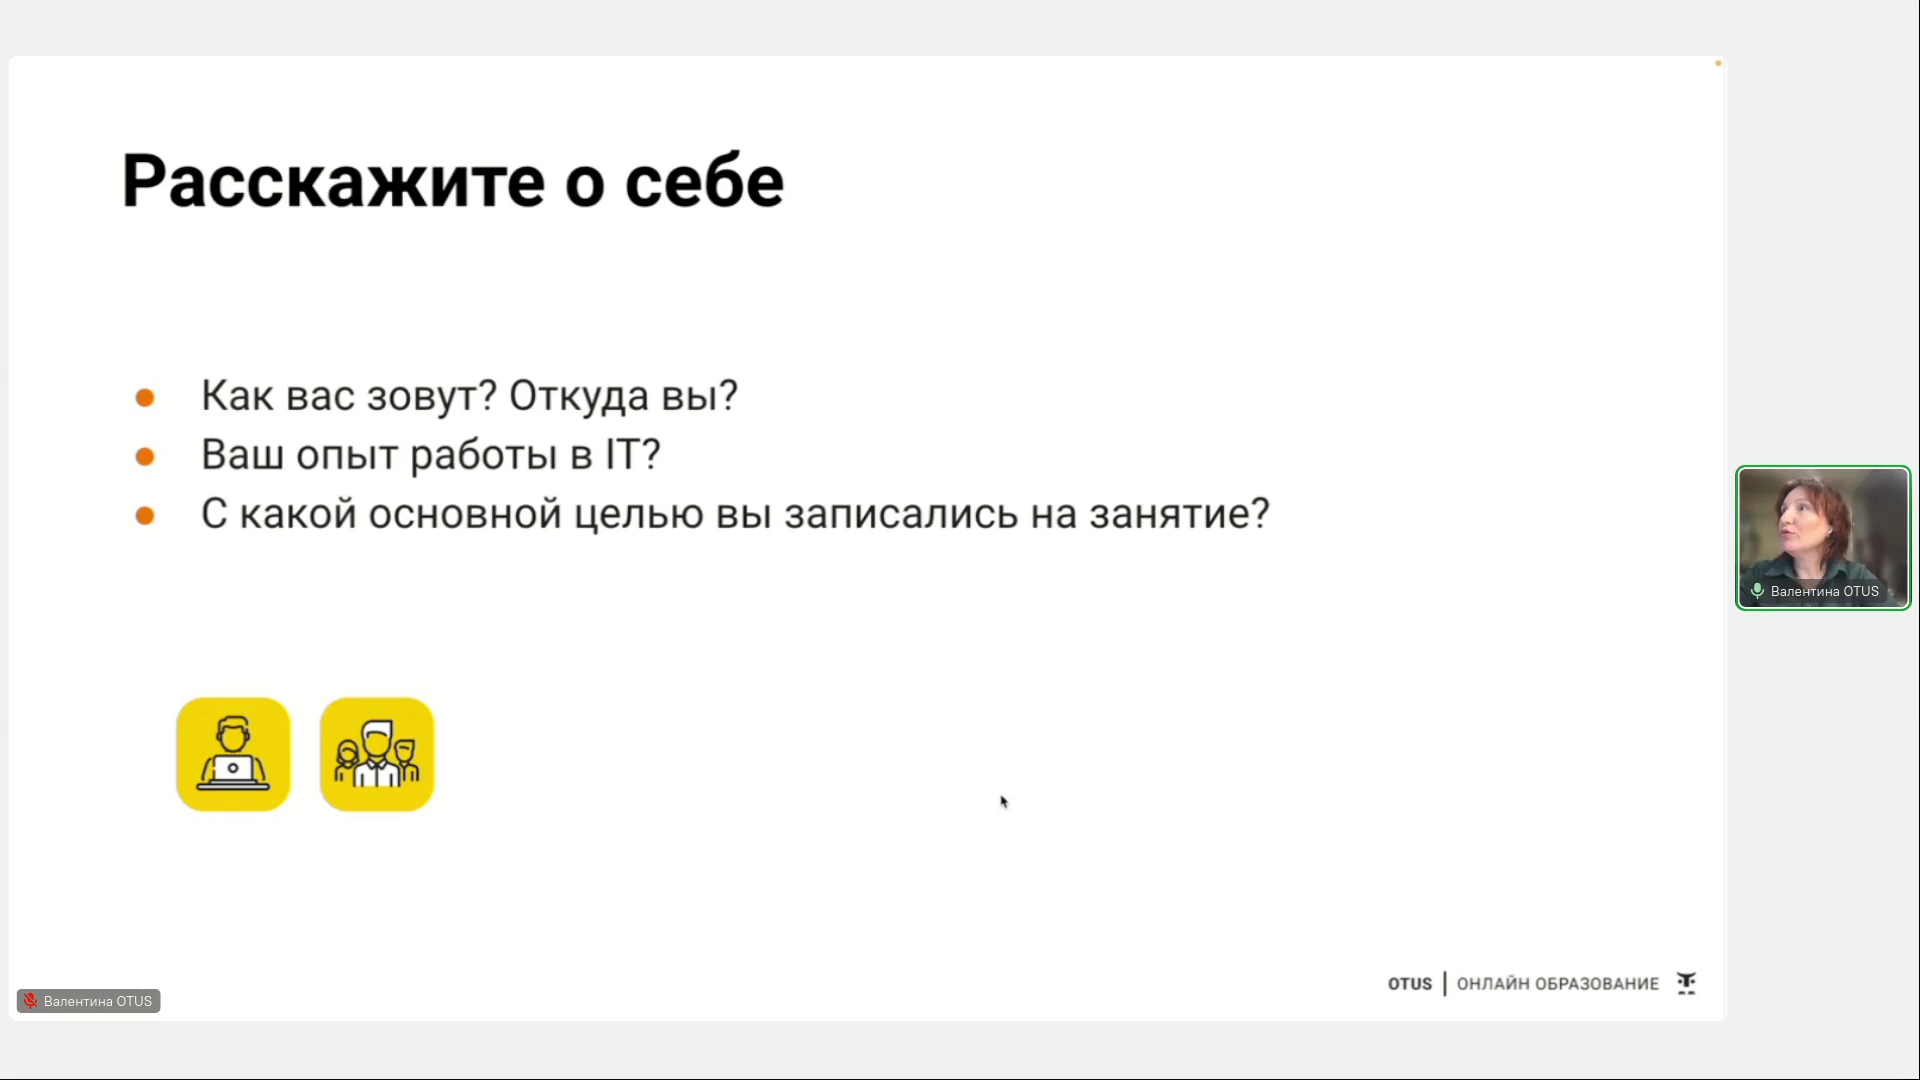 Расскажите о себе
Как вас зовут? Откуда вы?
Ваш опыт работы в IT?
С какой основной целью вы записались на занятие?
Валентина OTUS
OTUS | ОНЛАЙН ОБРАЗОВАНИЕ
Валентина OTUS